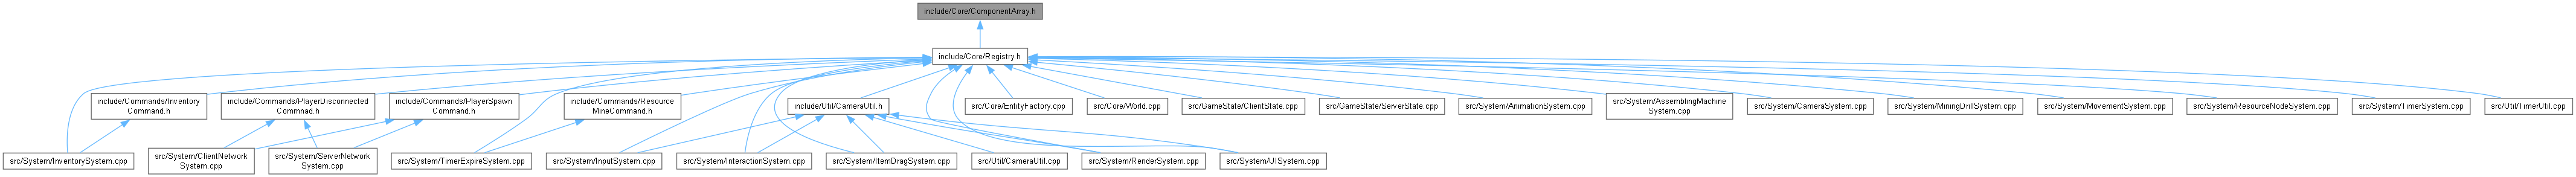 include/Core/ComponentArray.h
include/Core/Registry.h
include/Commands/Inventory
Command.h
include/Commands/PlayerDisconnected
Commnad.h
include/Commands/PlayerSpawn
Command.h
include/Commands/Resource
MineCommand.h
include/Util/CameraUtil.h
src/Core/EntityFactory.cpp
src/Core/World.cpp
src/GameState/ClientState.cpp
src/GameState/ServerState.cpp
src/System/AnimationSystem.cpp
src/System/AssemblingMachine
System.cpp
src/System/CameraSystem.cpp
src/System/MiningDrillSystem.cpp
src/System/MovementSystem.cpp
src/System/ResourceNodeSystem.cpp
src/System/TimerSystem.cpp
src/Util/TimerUtil.cpp
src/System/InventorySystem.cpp
src/System/ClientNetwork
System.cpp
src/System/ServerNetwork
System.cpp
src/System/TimerExpireSystem.cpp
src/System/InputSystem.cpp
src/System/InteractionSystem.cpp
src/System/ItemDragSystem.cpp
src/Util/CameraUtil.cpp
src/System/RenderSystem.cpp
src/System/UISystem.cpp